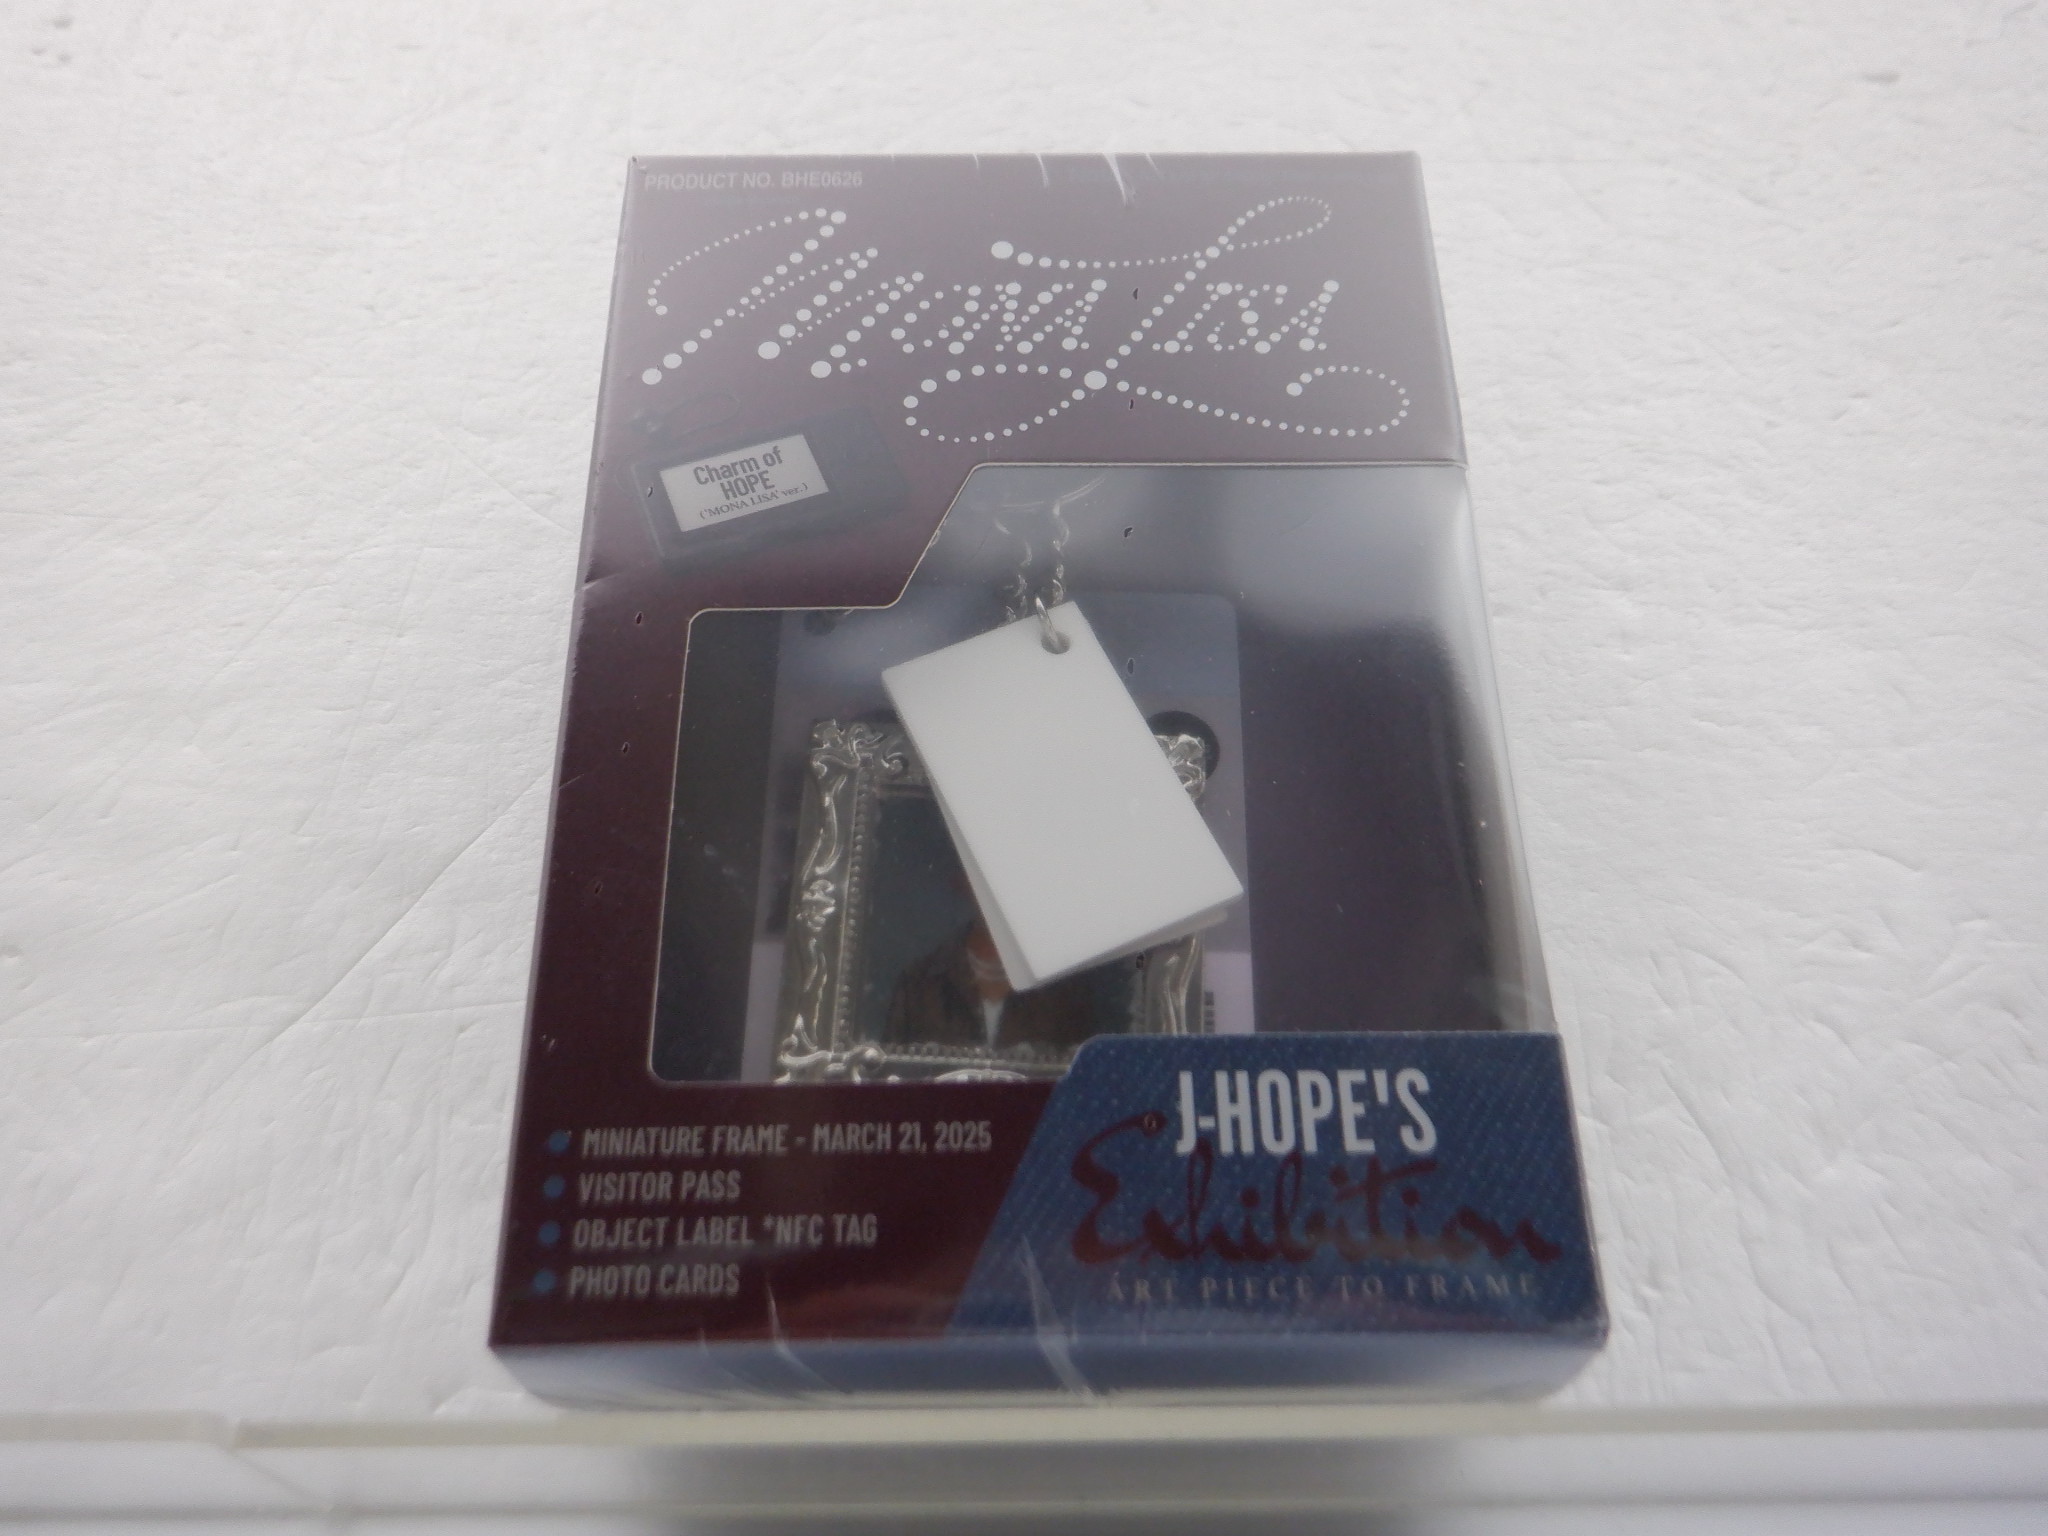 PRODUCT NO. BHE0626
Mona Lisa
Charm of
HOPE
('MONA LISA' ver.)
J-HOPE'S
Exhibition
ART PIECE TO FRAME
MINIATURE FRAME - MARCH 21, 2025
VISITOR PASS
OBJECT LABEL *NFC TAG
PHOTO CARDS